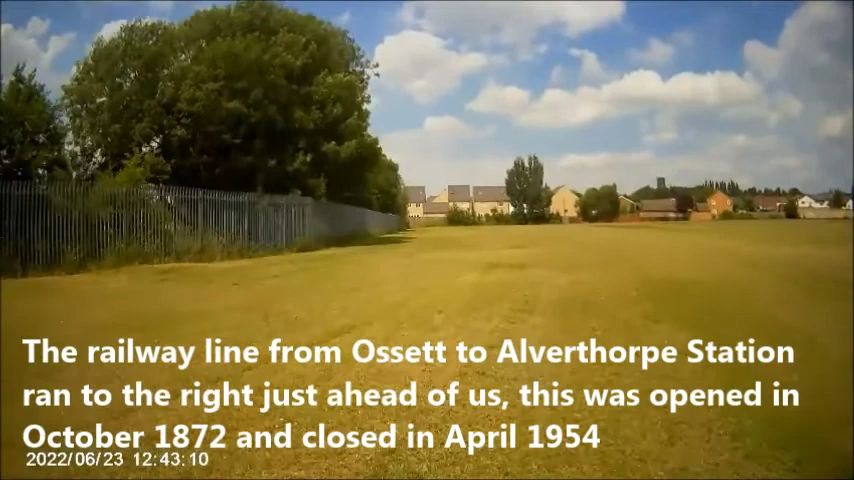 The railway line from Ossett to Alverthorpe Station
ran to the right just ahead of us, this was opened in
October 1872 and closed in April 1954
2022/06/23 12:43:10